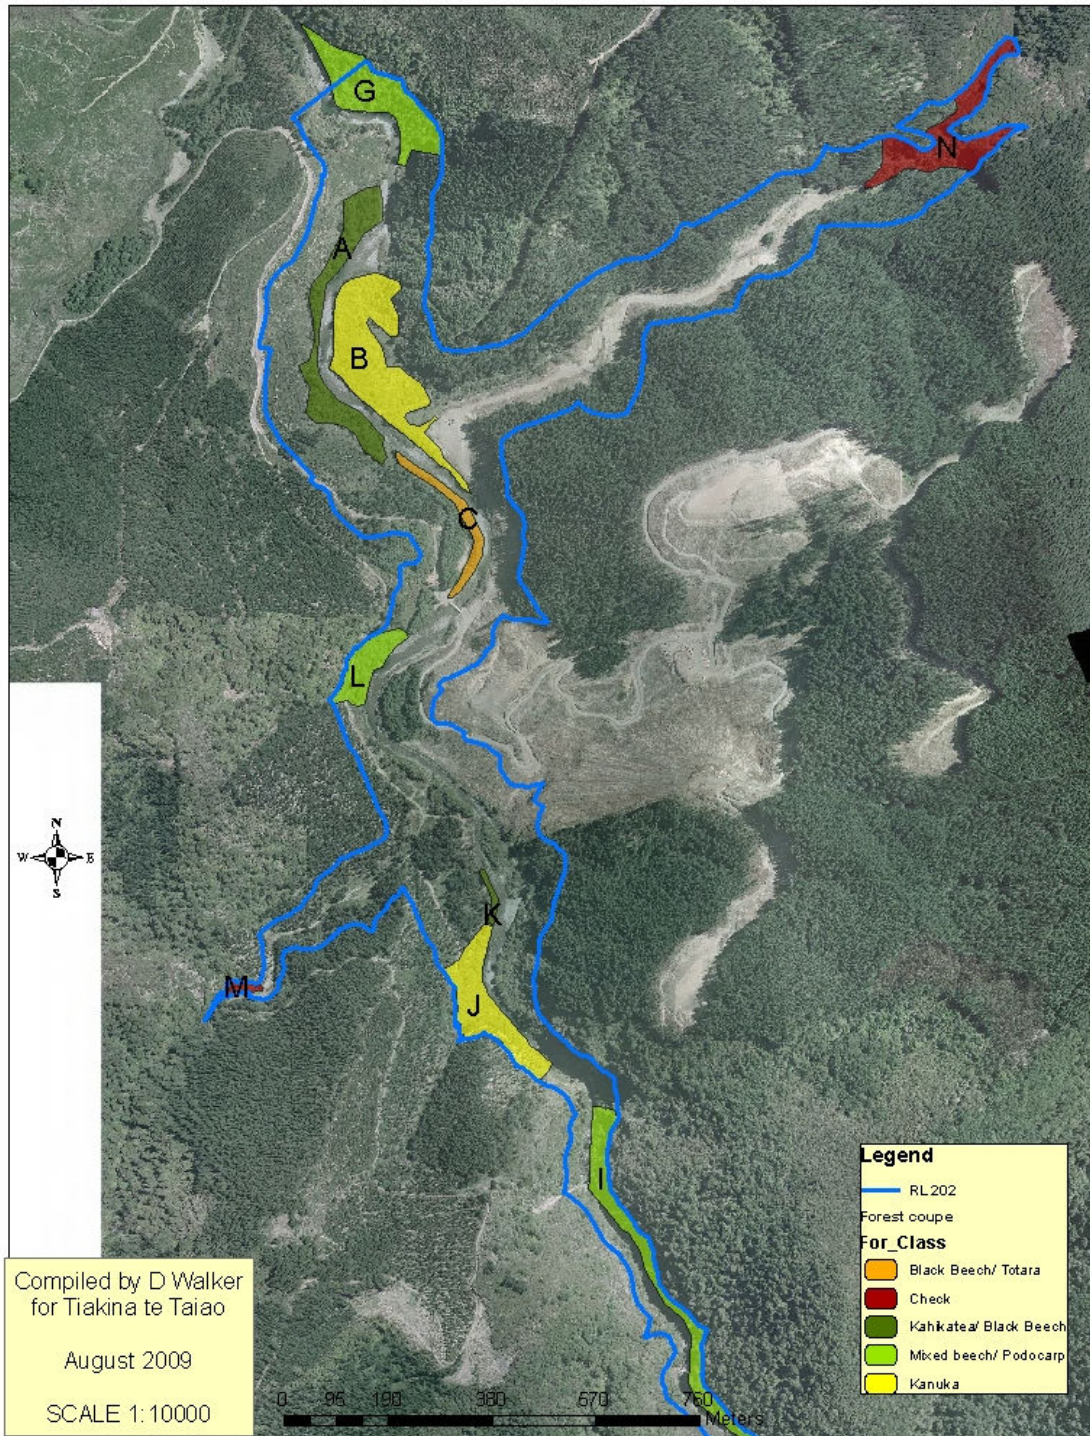 G
N
A
B
C
L
N
W E
S
K
M
J
I
Legend
RL202
Forest coupe
For_Class
Black Beech/ Totara
Check
Kahikatea/ Black Beech
Mixed beech/ Podocarp
Kanuka
Compiled by D Walker
for Tiakina te Taiao
August 2009
SCALE 1:10000
0 95 190 380 570 760
Meters